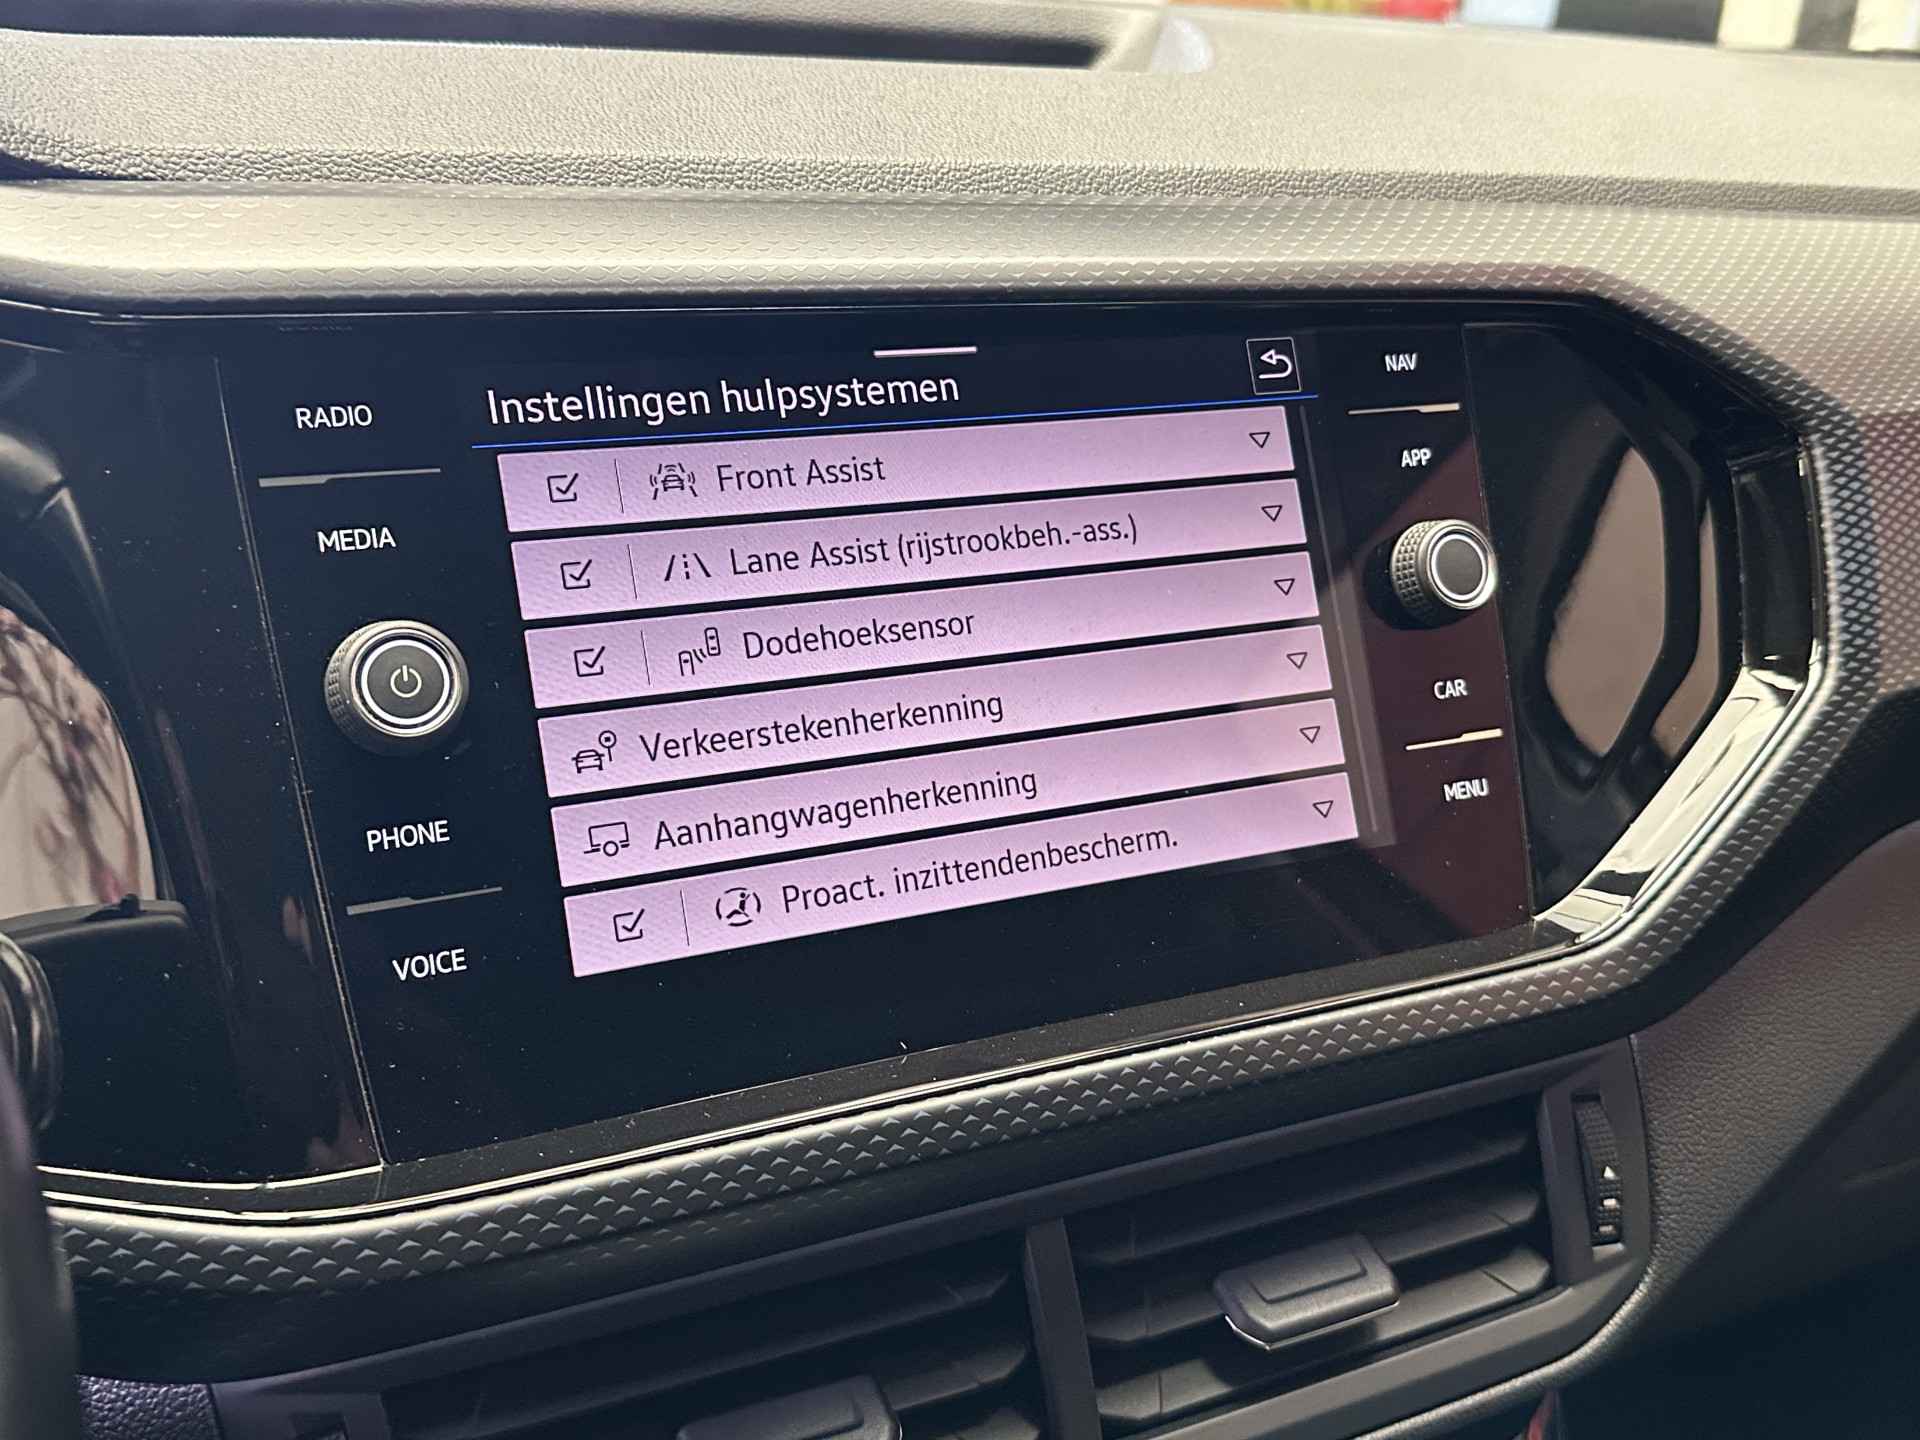 RADIO
MEDIA
PHONE
VOICE
Instellingen hulpsystemen
Front Assist
Lane Assist (rijstrookbeh.-ass.)
Dodehoeksensor
Verkeerstekenherkenning
Aanhangwagenherkenning
Proact. inzittendenbescherm.
NAV
APP
CAR
MENU